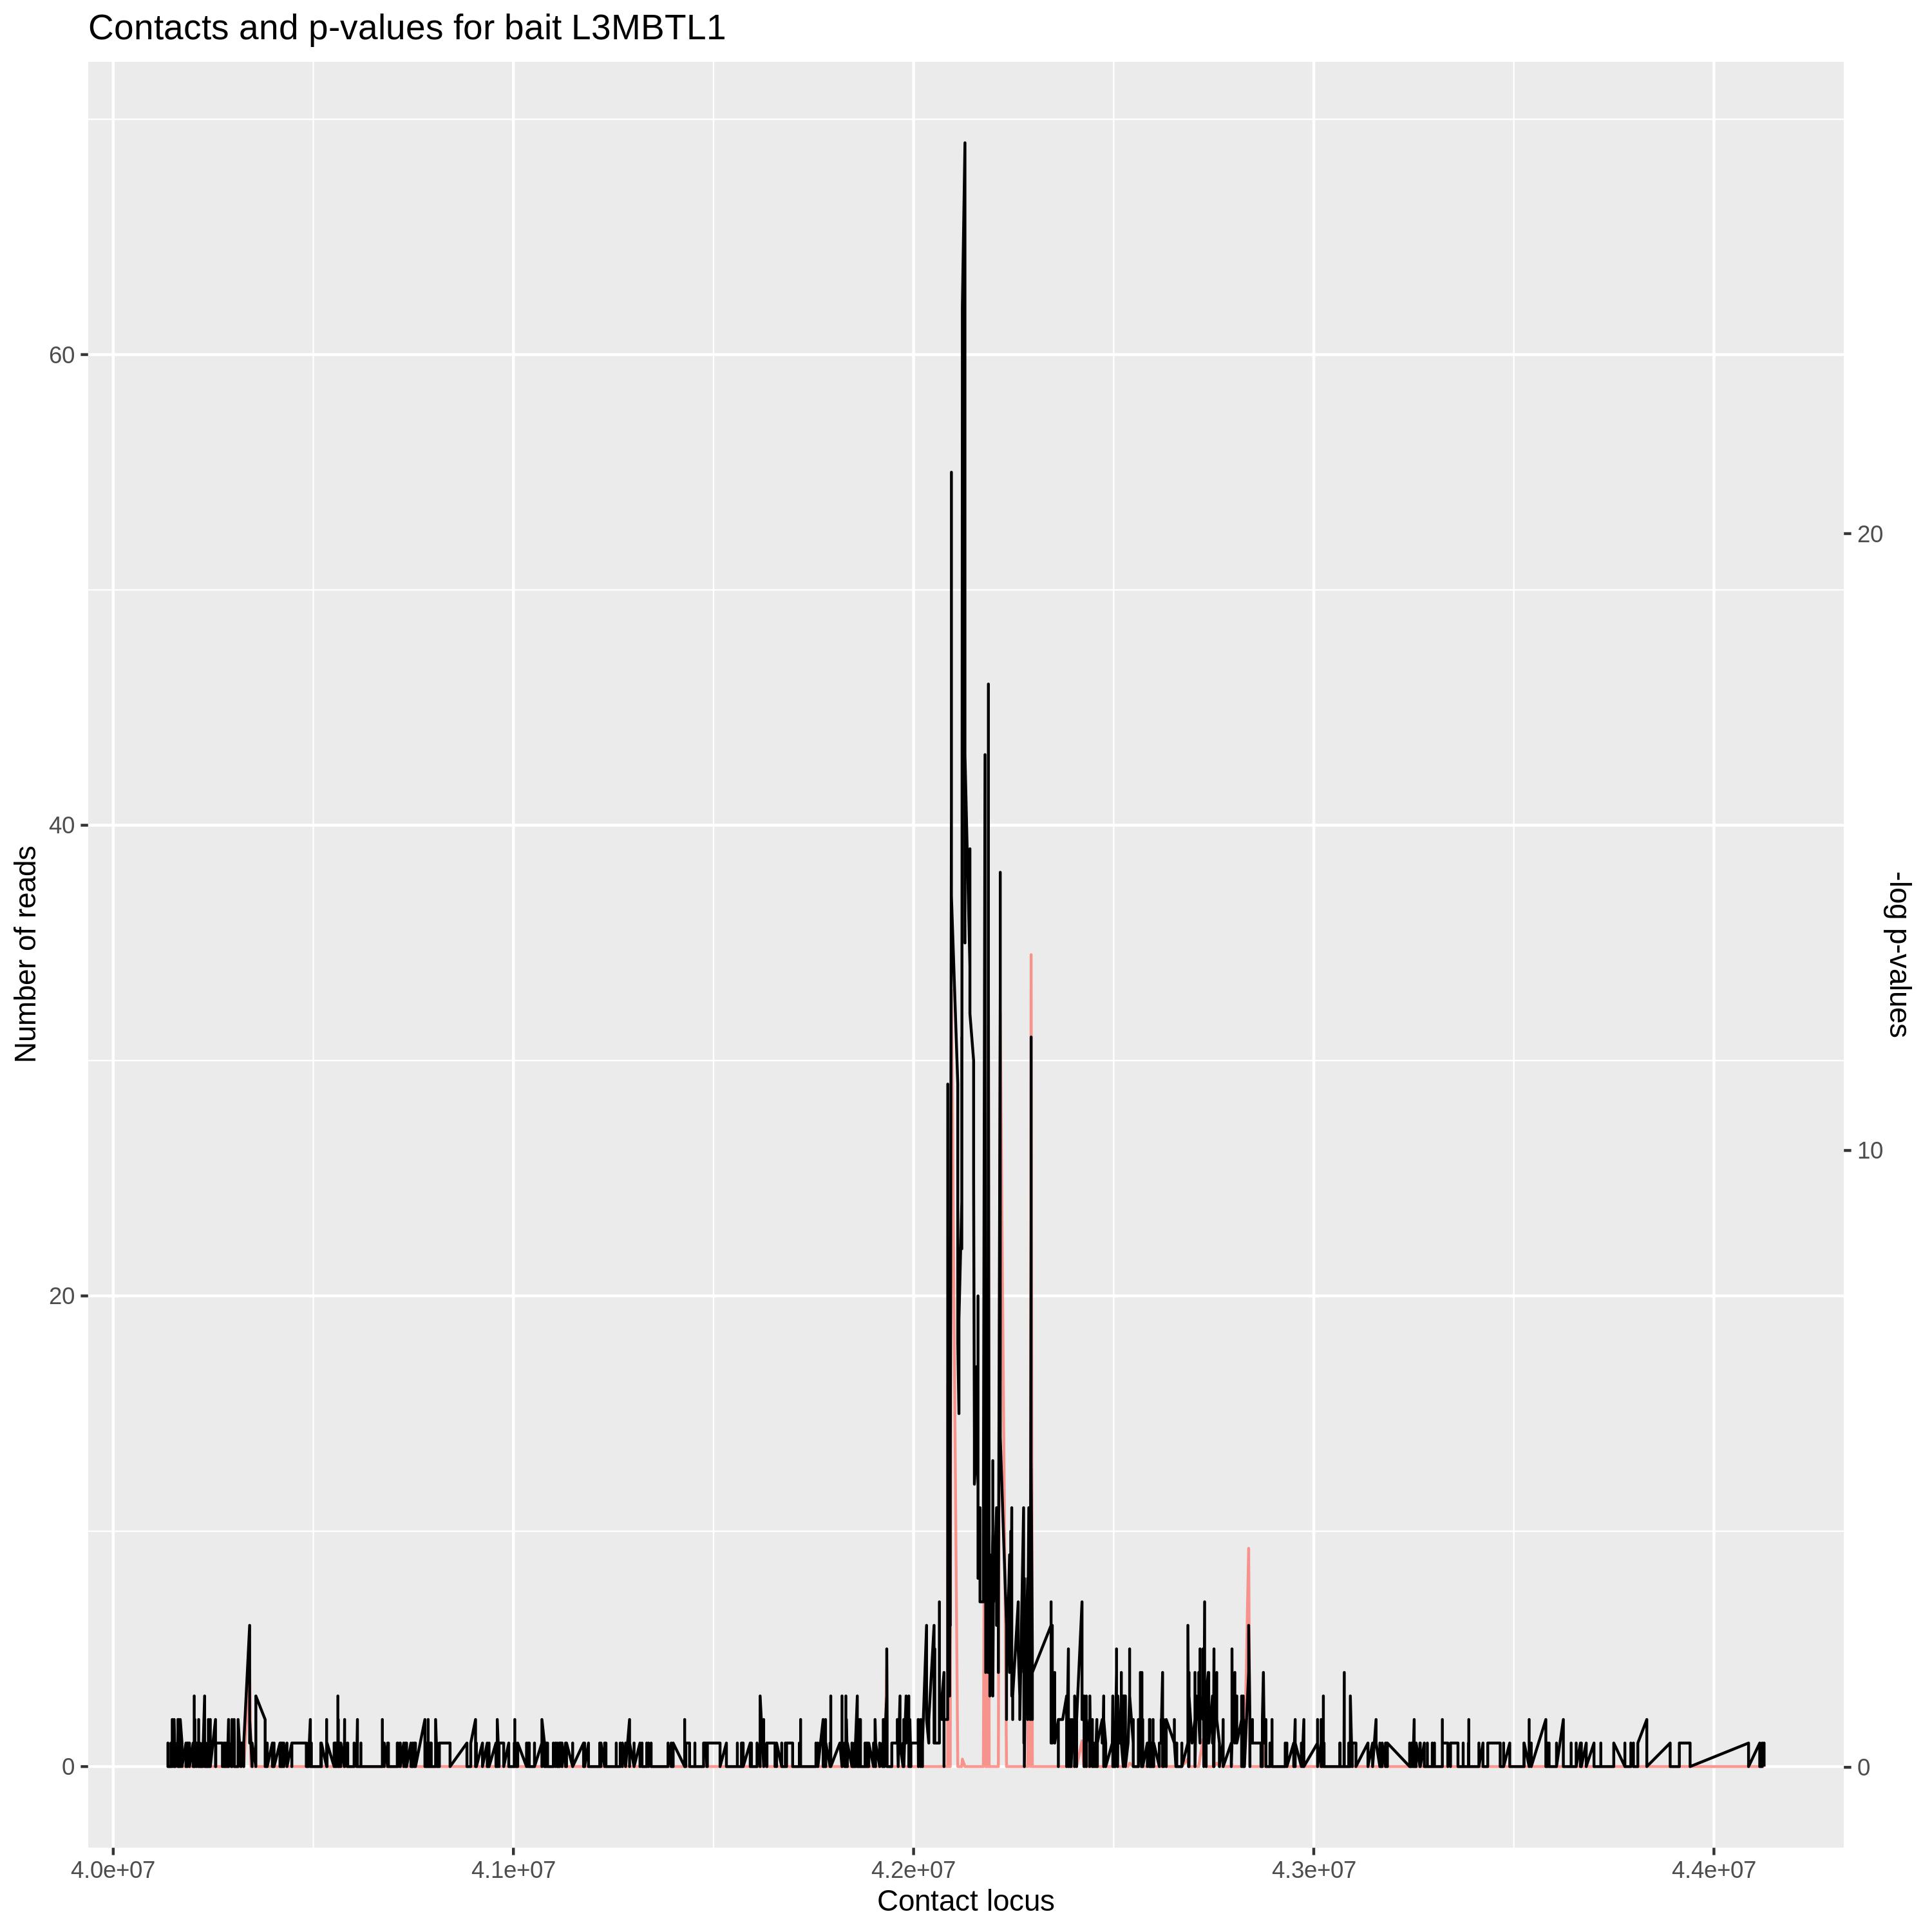 Contacts and p-values for bait L3MBTL1
60
40
20
0
Number of reads
20
10
0
-log p-values
4.0e+07
4.1e+07
4.2e+07
4.3e+07
4.4e+07
Contact locus